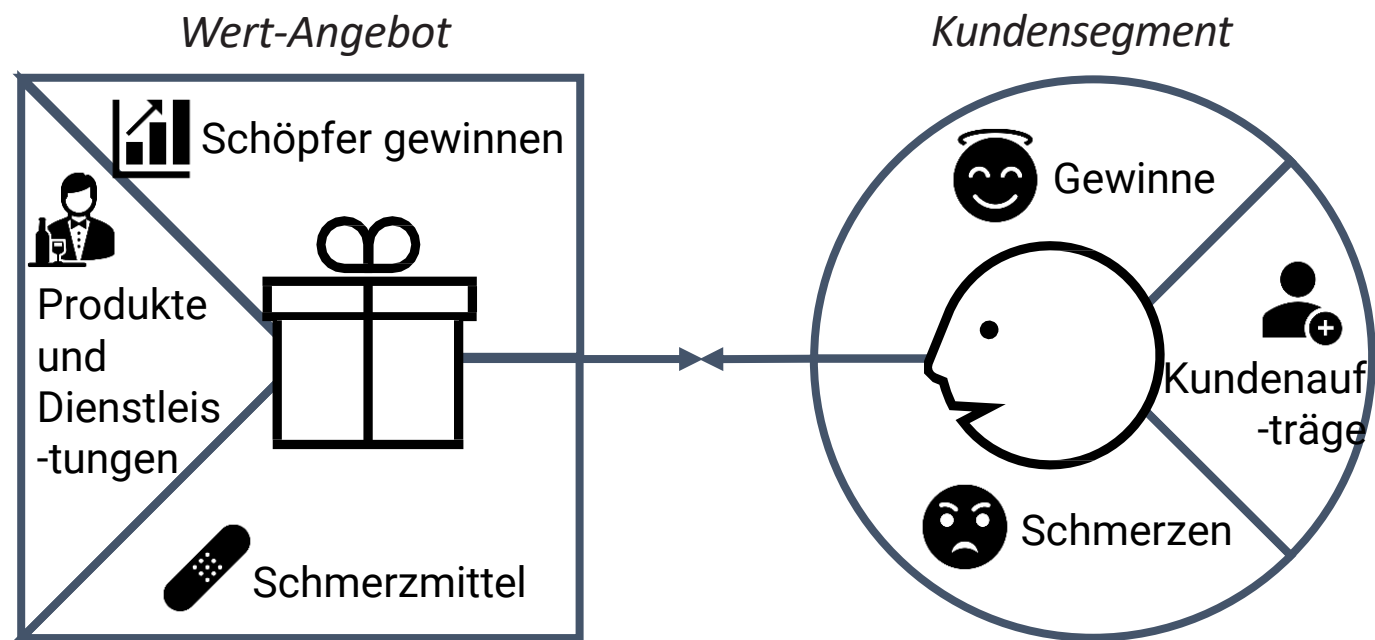 Wert-Angebot
Schöpfer gewinnen
Produkte
und
Dienstleis
-tungen
Schmerzmittel
Kundensegment
Gewinne
Kundenauf
-träge
Schmerzen